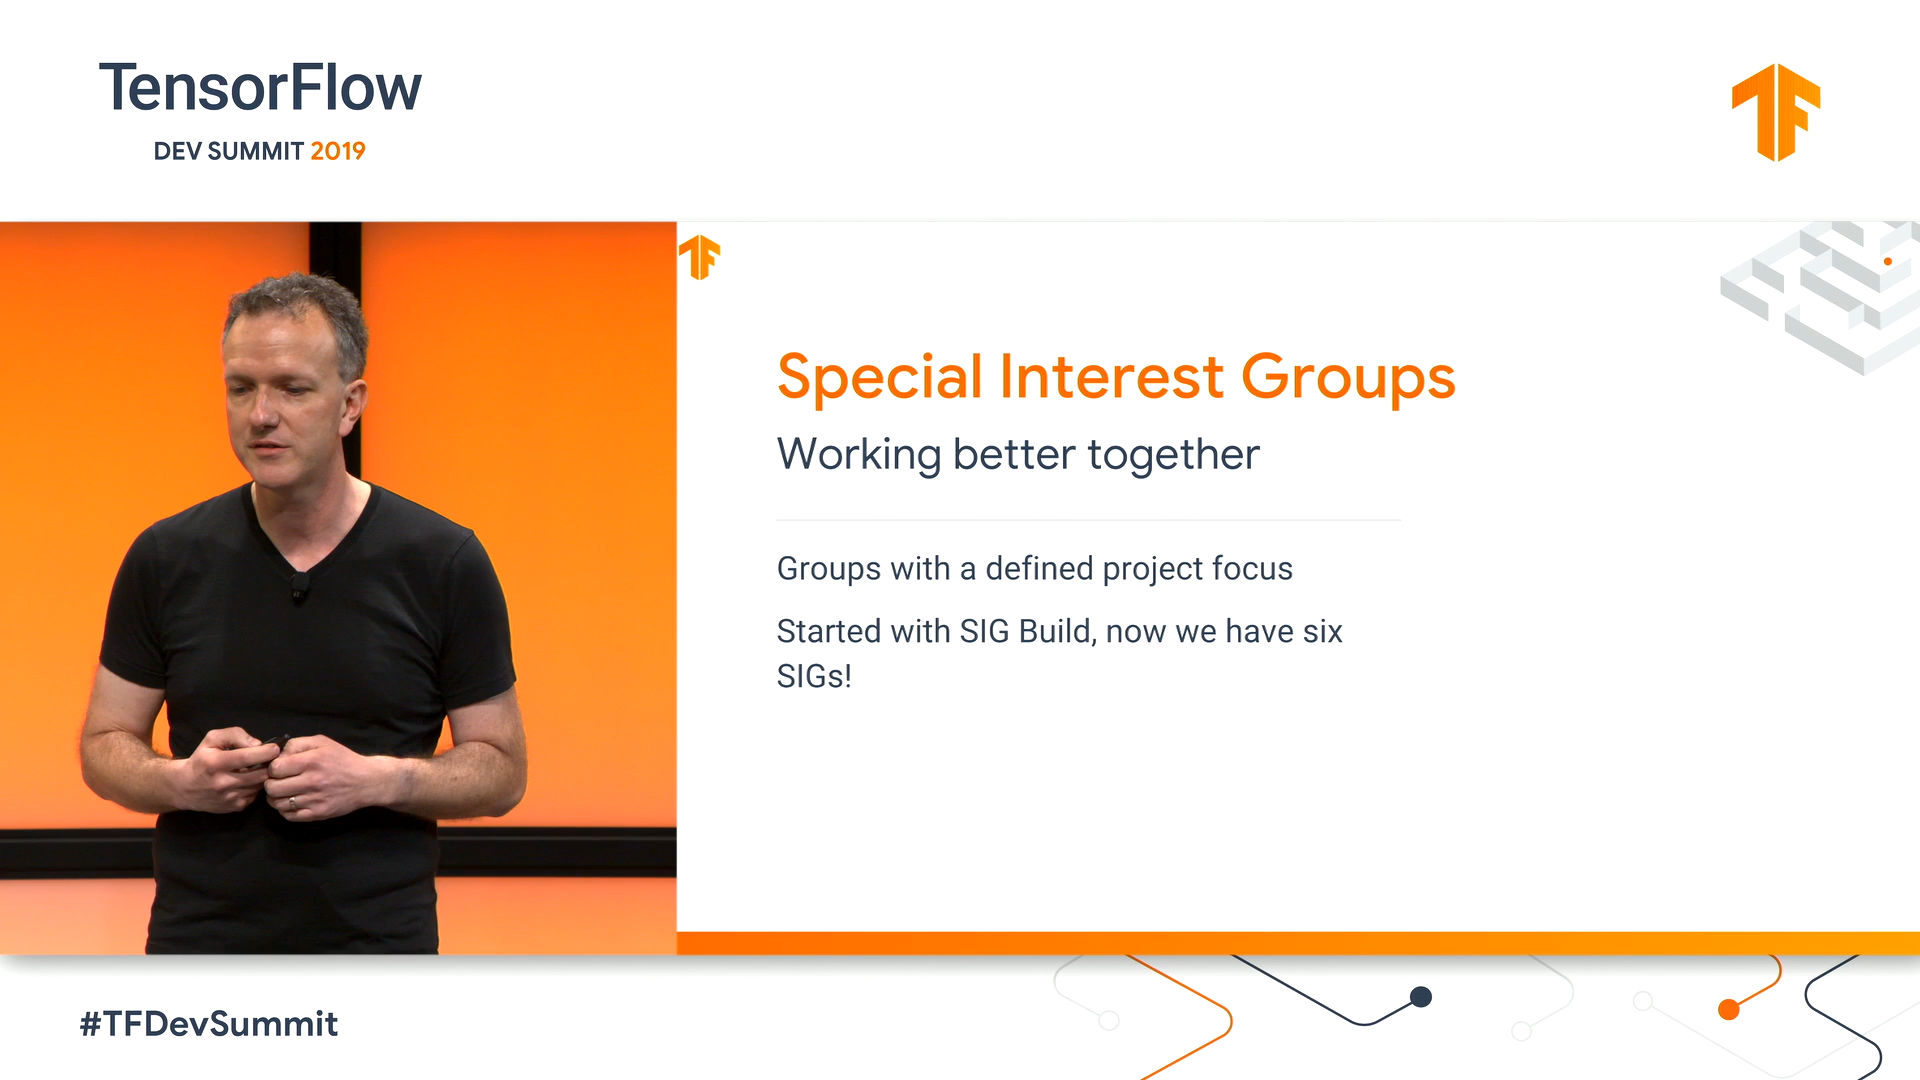 TensorFlow
DEV SUMMIT 2019
Special Interest Groups
Working better together
Groups with a defined project focus
Started with SIG Build, now we have six
SIGs!
#TFDevSummit